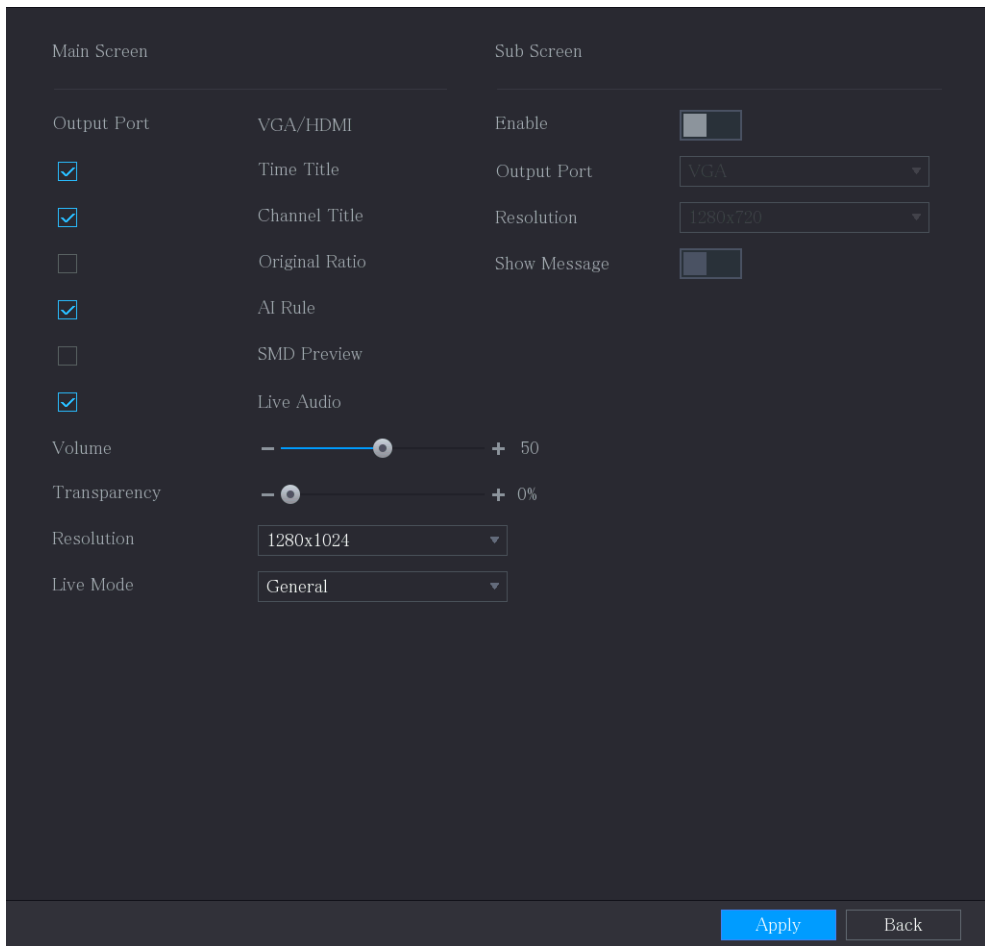 Main Screen
Sub Screen
Output Port VGA/HDMI
Enable
Time Title
Output Port VGA
Channel Title
Resolution 1280x720
Original Ratio
Show Message
AI Rule
SMD Preview
Live Audio
Volume 50
Transparency 0%
Resolution 1280x1024
Live Mode General
Apply
Back